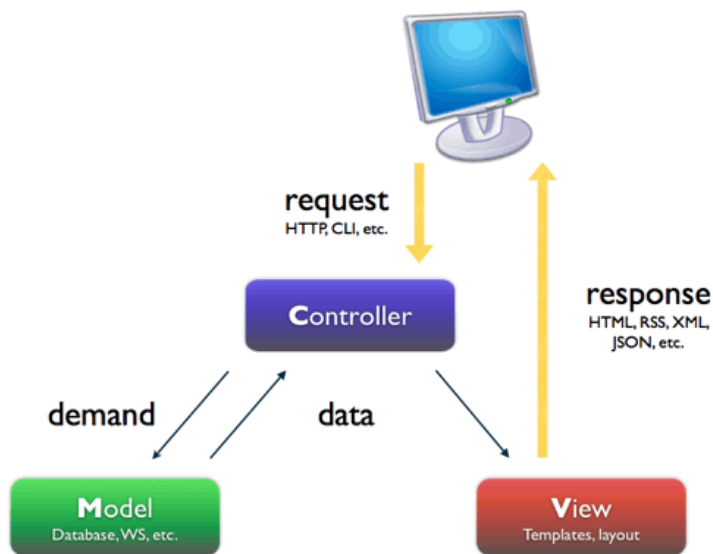 request
HTTP, CLI, etc.
Controller
response
HTML, RSS, XML,
JSON, etc.
demand
data
Model
Database, WS, etc.
View
Templates, layout